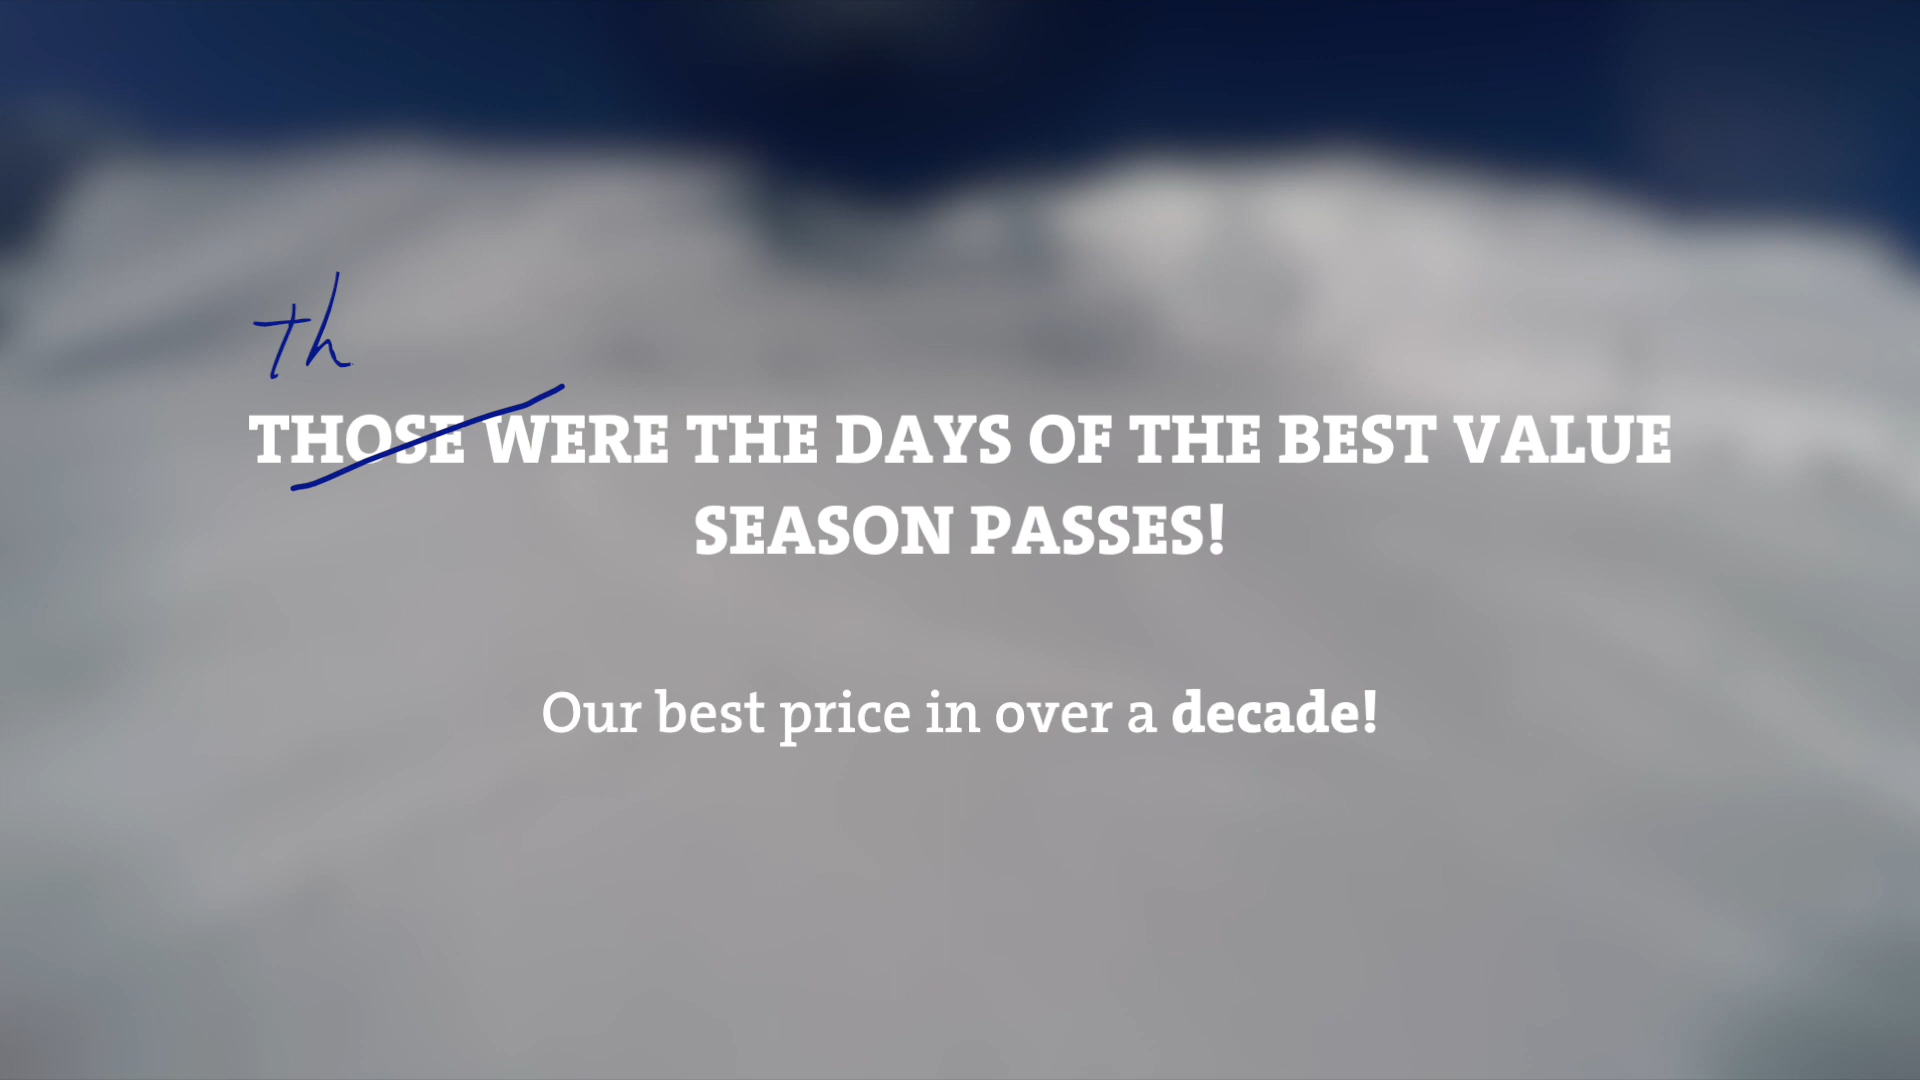 th
THOSE WERE THE DAYS OF THE BEST VALUE
SEASON PASSES!
Our best price in over a decade!